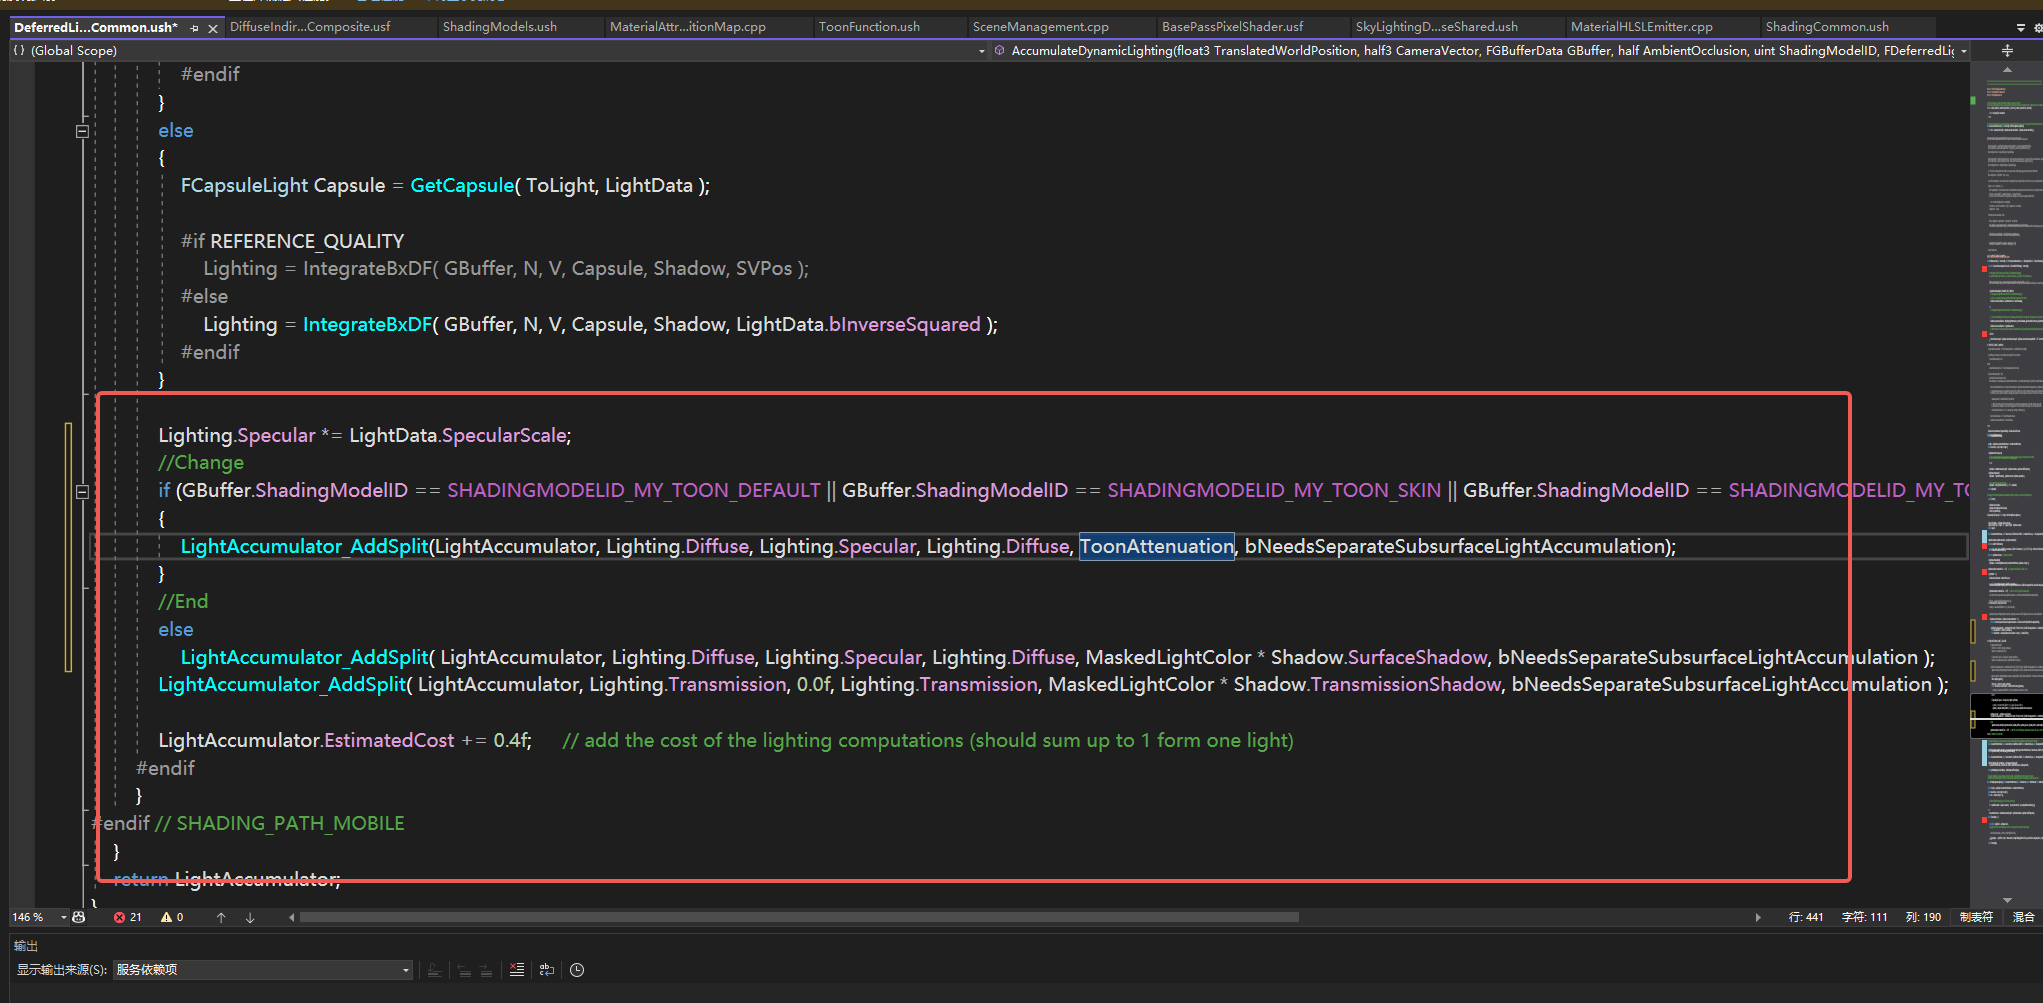 DeferredLi...Common.ush* DiffuseIndir...Composite.usf ShadingModels.ush MaterialAttr...itionMap.cpp ToonFunction.ush SceneManagement.cpp BasePassPixelShader.usf SkyLightingD...seShared.ush MaterialHLSLEmitter.cpp ShadingCommon.ush
{} (Global Scope) AccumulateDynamicLighting(float3 TranslatedWorldPosition, half3 CameraVector, FGBufferData GBuffer, half AmbientOcclusion, uint ShadingModelID, FDeferredLig
#endif
}
else
{
FCapsuleLight Capsule = GetCapsule( ToLight, LightData );
#if REFERENCE_QUALITY
Lighting = IntegrateBxDF( GBuffer, N, V, Capsule, Shadow, SVPos );
#else
Lighting = IntegrateBxDF( GBuffer, N, V, Capsule, Shadow, LightData.bInverseSquared );
#endif
}
Lighting.Specular *= LightData.SpecularScale;
//Change
if (GBuffer.ShadingModelID == SHADINGMODELID_MY_TOON_DEFAULT || GBuffer.ShadingModelID == SHADINGMODELID_MY_TOON_SKIN || GBuffer.ShadingModelID == SHADINGMODELID_MY_TO
{
LightAccumulator_AddSplit(LightAccumulator, Lighting.Diffuse, Lighting.Specular, Lighting.Diffuse, ToonAttenuation, bNeedsSeparateSubsurfaceLightAccumulation);
}
//End
else
LightAccumulator_AddSplit( LightAccumulator, Lighting.Diffuse, Lighting.Specular, Lighting.Diffuse, MaskedLightColor * Shadow.SurfaceShadow, bNeedsSeparateSubsurfaceLightAccumulation );
LightAccumulator_AddSplit( LightAccumulator, Lighting.Transmission, 0.0f, Lighting.Transmission, MaskedLightColor * Shadow.TransmissionShadow, bNeedsSeparateSubsurfaceLightAccumulation );
LightAccumulator.EstimatedCost += 0.4f; // add the cost of the lighting computations (should sum up to 1 form one light)
#endif
}
#endif // SHADING_PATH_MOBILE
}
return LightAccumulator;
}
146 % 21 0 行: 441 字符: 111 列: 190 制表符 混合
输出
显示输出来源(S): 服务依赖项